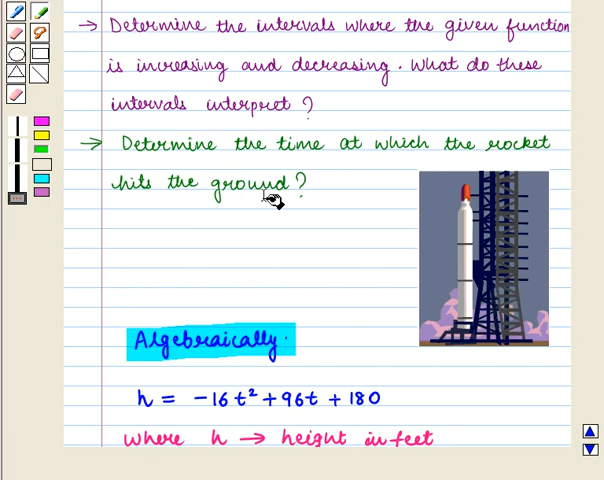 → Determine the intervals where the given function
is increasing and decreasing. What do these
intervals interpret ?
→ Determine the time at which the rocket
hits the ground ?
Algebraically.
h = -16t² + 96t + 180
where h → height in feet